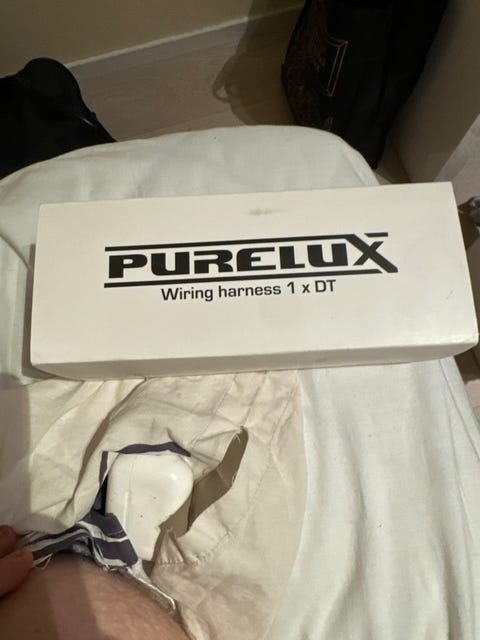 PURELUX
Wiring harness 1 x DT